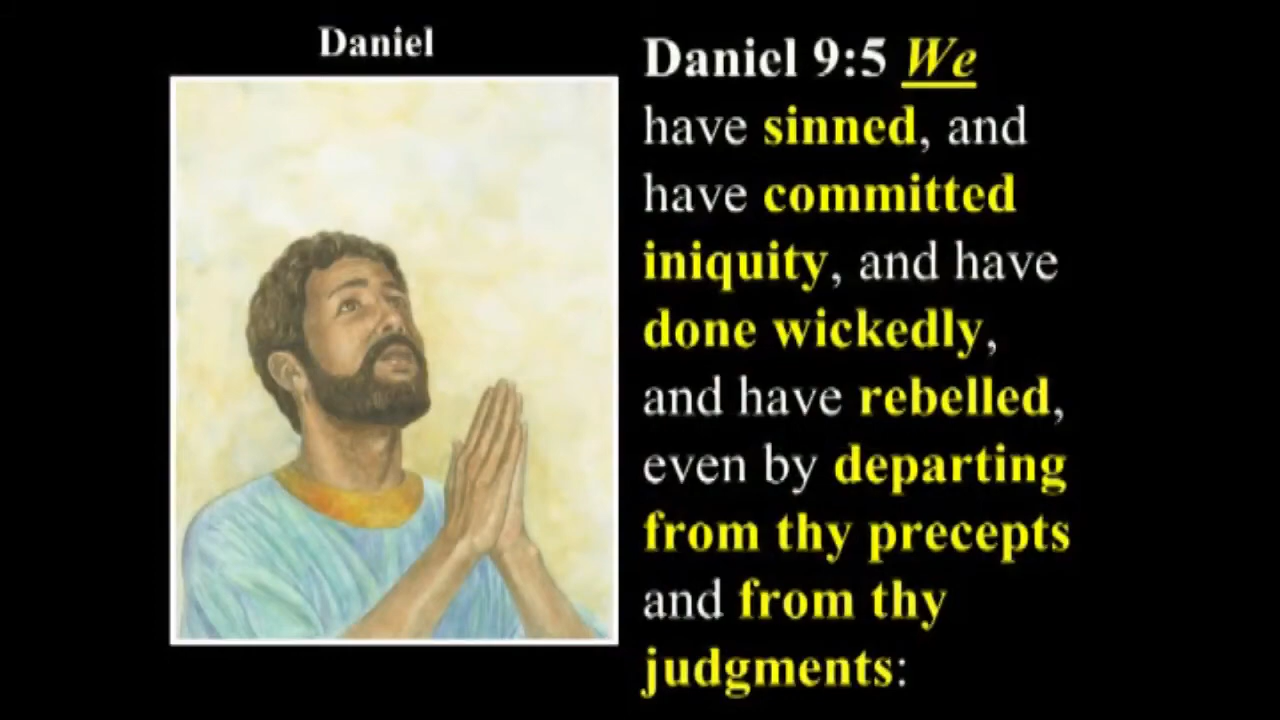 Daniel
Daniel 9:5 We
have sinned, and
have committed
iniquity, and have
done wickedly,
and have rebelled,
even by departing
from thy precepts
and from thy
judgments: